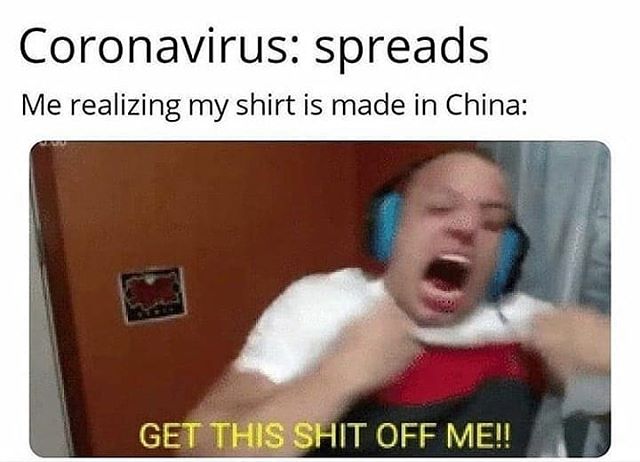 Coronavirus: spreads
Me realizing my shirt is made in China:
GET THIS SHIT OFF ME!!